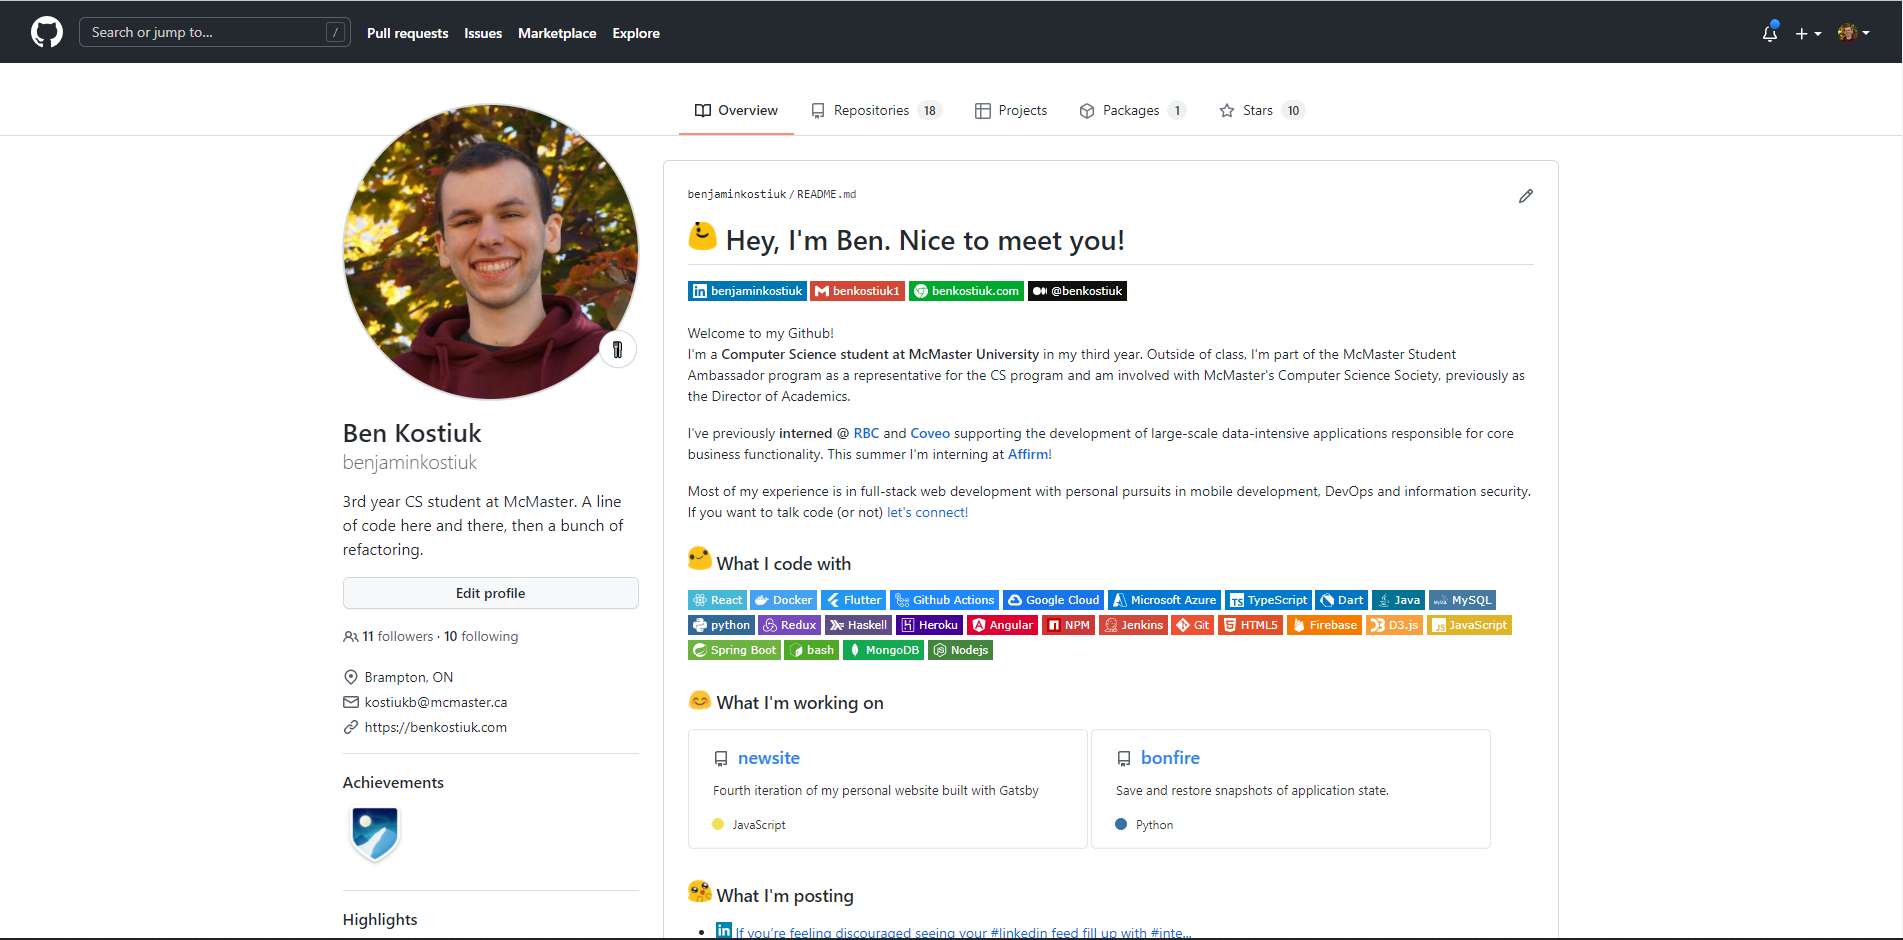 Search or jump to...
/
Pull requests
Issues
Marketplace
Explore
Overview
Repositories 18
Projects
Packages 1
Stars 10
Ben Kostiuk
benjaminkostiuk
3rd year CS student at McMaster. A line
of code here and there, then a bunch of
refactoring.
Edit profile
11 followers · 10 following
Brampton, ON
kostiukb@mcmaster.ca
https://benkostiuk.com
Achievements
Highlights
benjaminkostiuk/README.md
Hey, I'm Ben. Nice to meet you!
benjaminkostiuk benkostiuk1 benkostiuk.com @benkostiuk
Welcome to my Github!
I'm a Computer Science student at McMaster University in my third year. Outside of class, I'm part of the McMaster Student
Ambassador program as a representative for the CS program and am involved with McMaster's Computer Science Society, previously as
the Director of Academics.
I've previously interned @ RBC and Coveo supporting the development of large-scale data-intensive applications responsible for core
business functionality. This summer I'm interning at Affirm!
Most of my experience is in full-stack web development with personal pursuits in mobile development, DevOps and information security.
If you want to talk code (or not) let's connect!
What I code with
React Docker Flutter Github Actions Google Cloud Microsoft Azure TypeScript Dart Java MySQL
python Redux Haskell Heroku Angular NPM Jenkins Git HTML5 Firebase D3.js JavaScript
Spring Boot bash MongoDB Nodejs
What I'm working on
newsite
Fourth iteration of my personal website built with Gatsby
JavaScript
bonfire
Save and restore snapshots of application state.
Python
What I'm posting
If you're feeling discouraged seeing your #linkedin feed fill up with #inte...